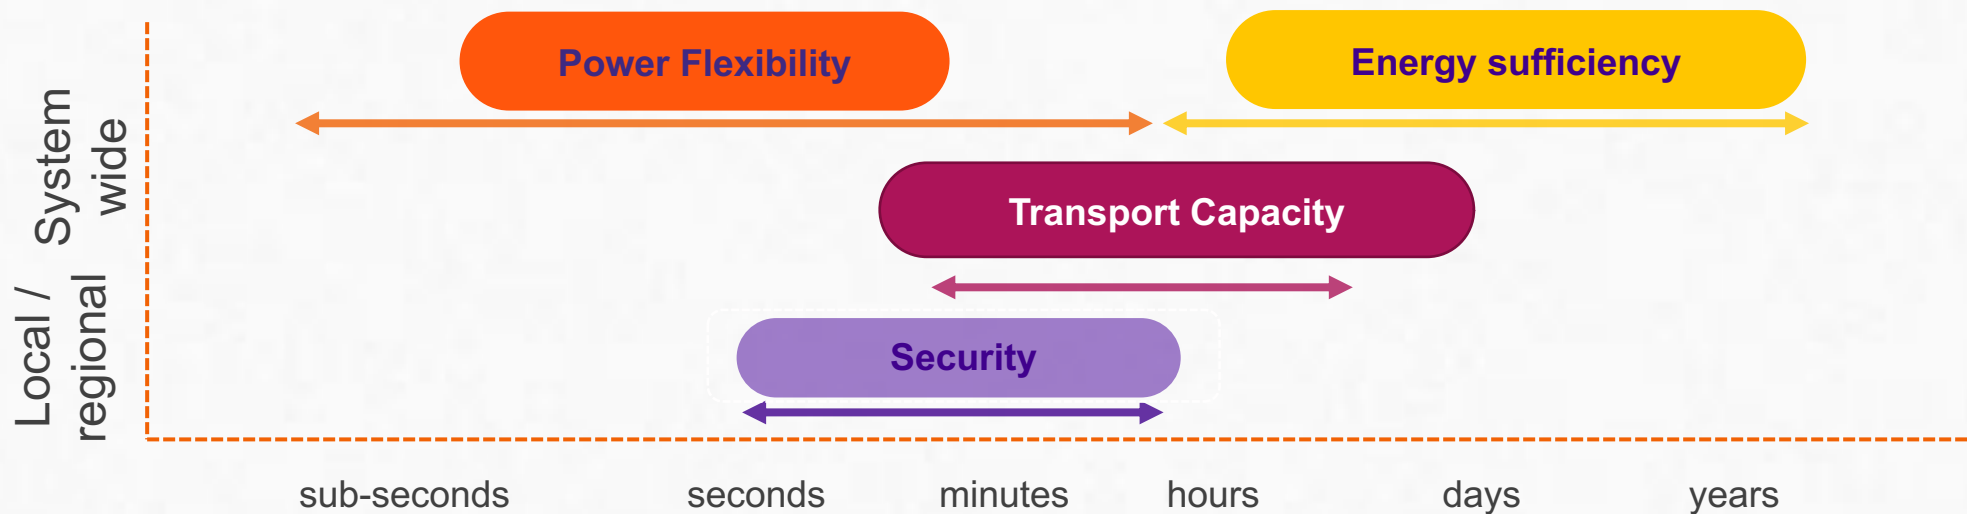 System
wide
Local /
regional
Power Flexibility
Energy sufficiency
Transport Capacity
Security
sub-seconds
seconds
minutes
hours
days
years